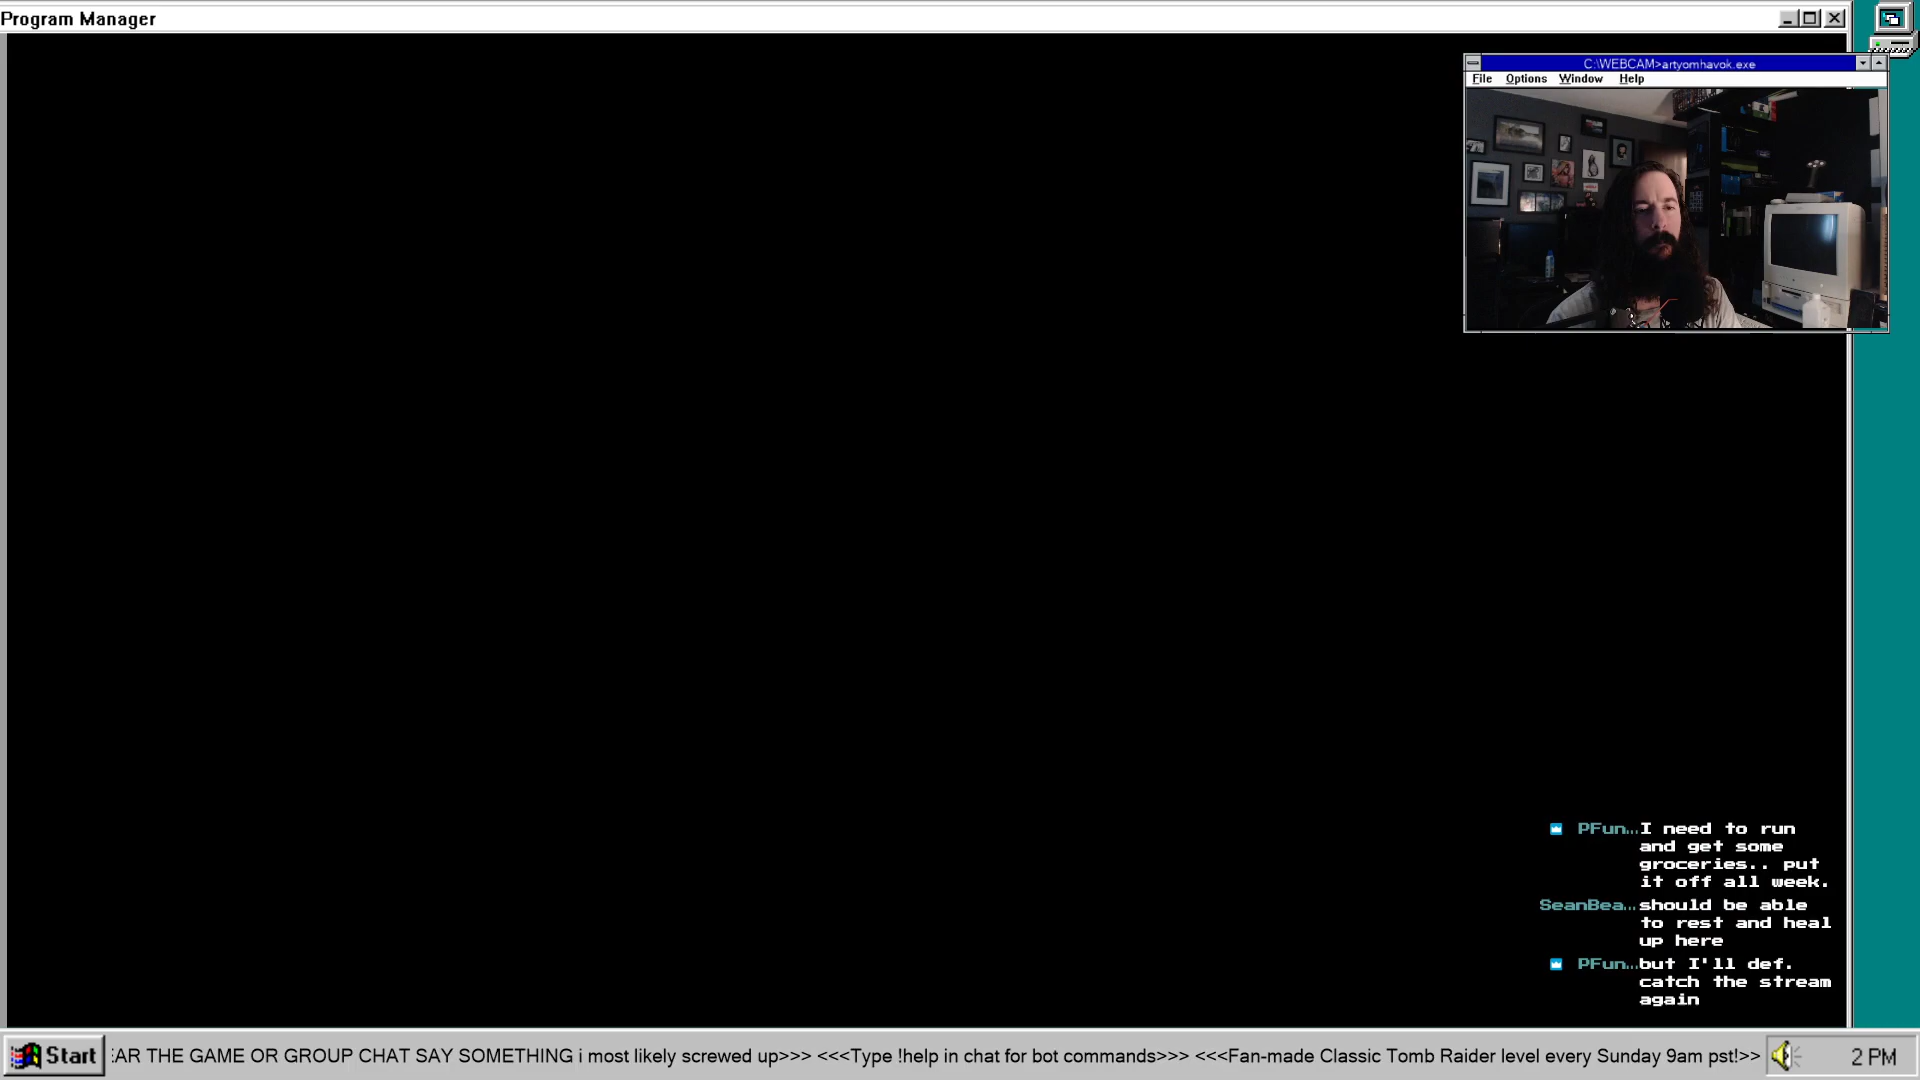 Program Manager
C:\WEBCAM>artyomhavok.exe
File Options Window Help
PFun...I need to run
and get some
groceries.. put
it off all week.
SeanBea...should be able
to rest and heal
up here
PFun...but I'll def.
catch the stream
again
Start
EAR THE GAME OR GROUP CHAT SAY SOMETHING i most likely screwed up>>> <<<Type !help in chat for bot commands>>> <<<Fan-made Classic Tomb Raider level every Sunday 9am pst!>>
2 PM